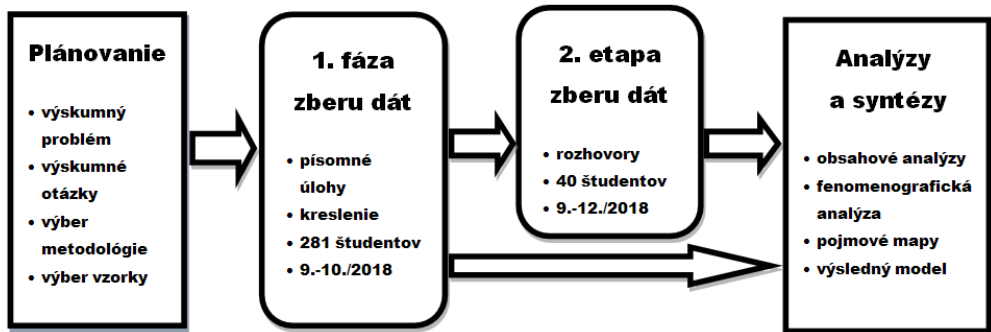 Plánovanie
• výskumný
problém
• výskumné
otázky
• výber
metodológie
• výber vzorky
1. fáza
zberu dát
• písomné
úlohy
• kreslenie
• 281 študentov
• 9.-10./2018
2. etapa
zberu dát
• rozhovory
• 40 študentov
• 9.-12./2018
Analýzy
a syntézy
• obsahové analýzy
• fenomenografická
analýza
• pojmové mapy
• výsledný model